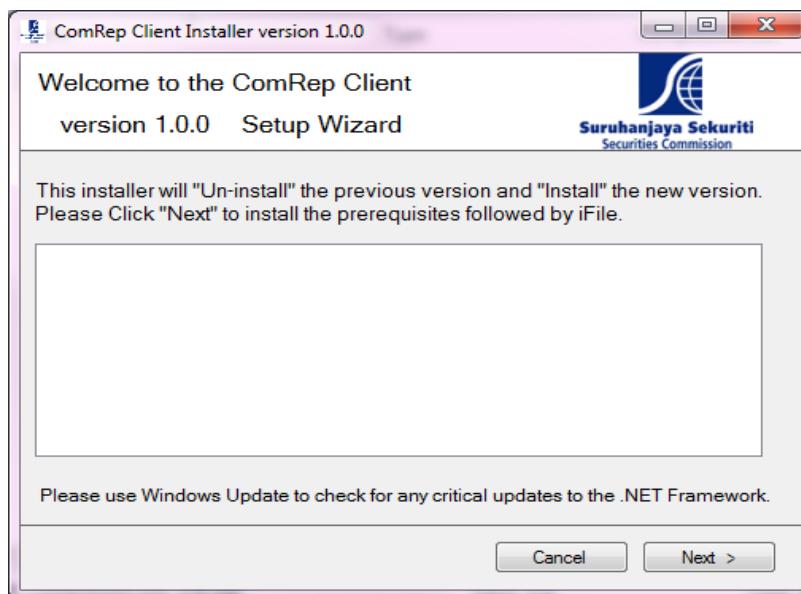 ComRep Client Installer version 1.0.0
Welcome to the ComRep Client
version 1.0.0 Setup Wizard
Suruhanjaya Sekuriti
Securities Commission
This installer will "Un-install" the previous version and "Install" the new version.
Please Click "Next" to install the prerequisites followed by iFile.
Please use Windows Update to check for any critical updates to the .NET Framework.
Cancel
Next >